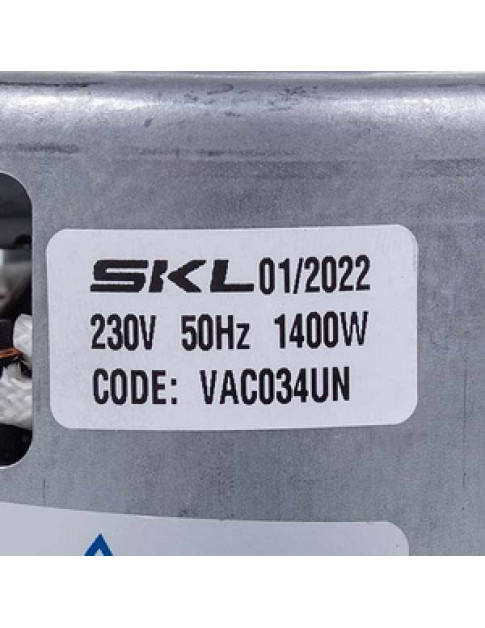 SKL 01/2022
230V 50Hz 1400W
CODE: VAC034UN